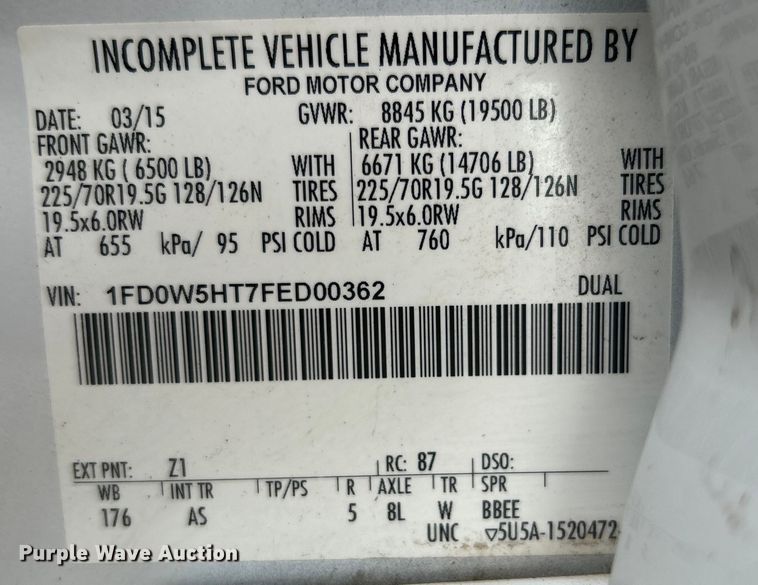 INCOMPLETE VEHICLE MANUFACTURED BY
FORD MOTOR COMPANY
DATE: 03/15 GVWR: 8845 KG (19500 LB)
FRONT GAWR: REAR GAWR:
2948 KG ( 6500 LB) WITH 6671 KG (14706 LB) WITH
225/70R19.5G 128/126N TIRES 225/70R19.5G 128/126N TIRES
19.5x6.0RW RIMS 19.5x6.0RW RIMS
AT 655 kPa/ 95 PSI COLD AT 760 kPa/110 PSI COLD
VIN: 1FD0W5HT7FED00362 DUAL
EXT PNT: Z1 RC: 87 DSO:
WB INT TR TP/PS R AXLE TR SPR
176 AS 5 8L W BBEE
UNC ▽5U5A-1520472-
Purple Wave Auction